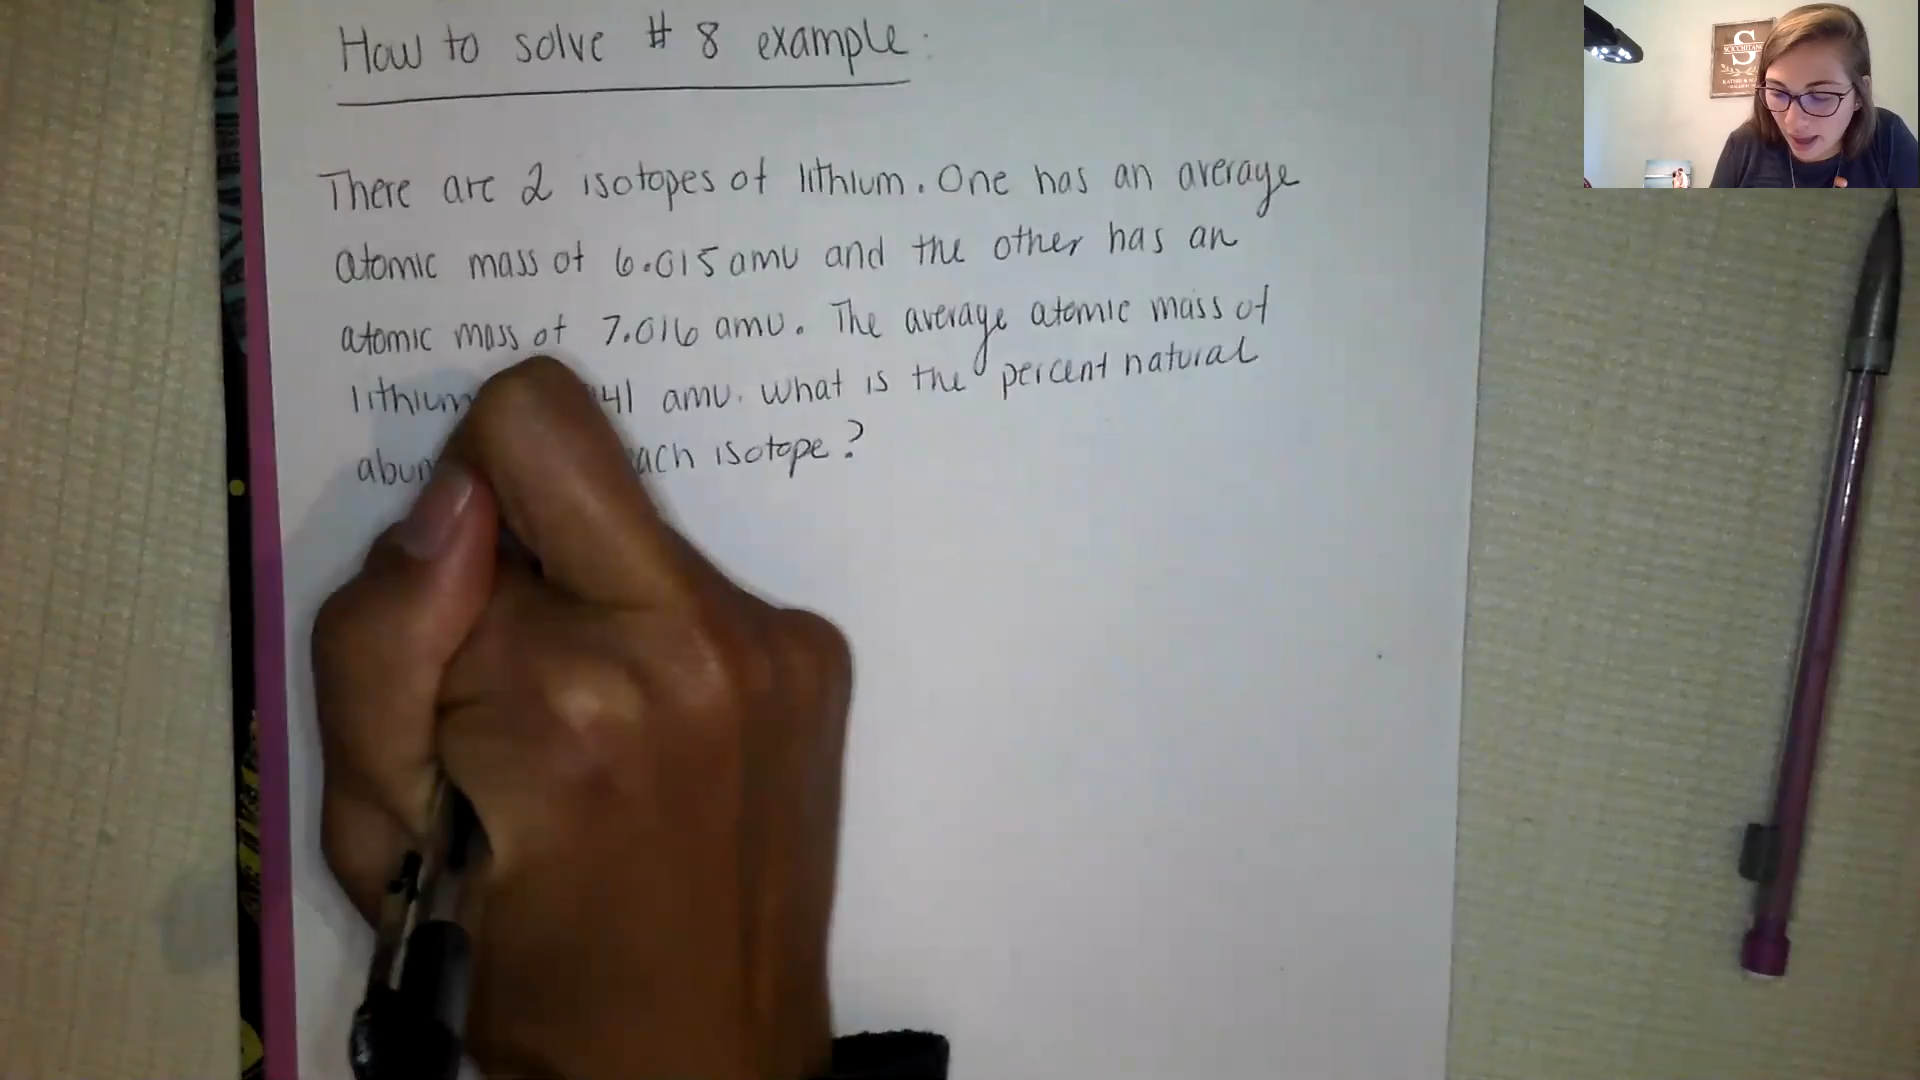 How to solve # 8 example:
There are 2 isotopes of lithium. One has an average
atomic mass of 6.015 amu and the other has an
atomic mass of 7.016 amu. The average atomic mass of
lithium 41 amu. what is the percent natural
isotope?
S